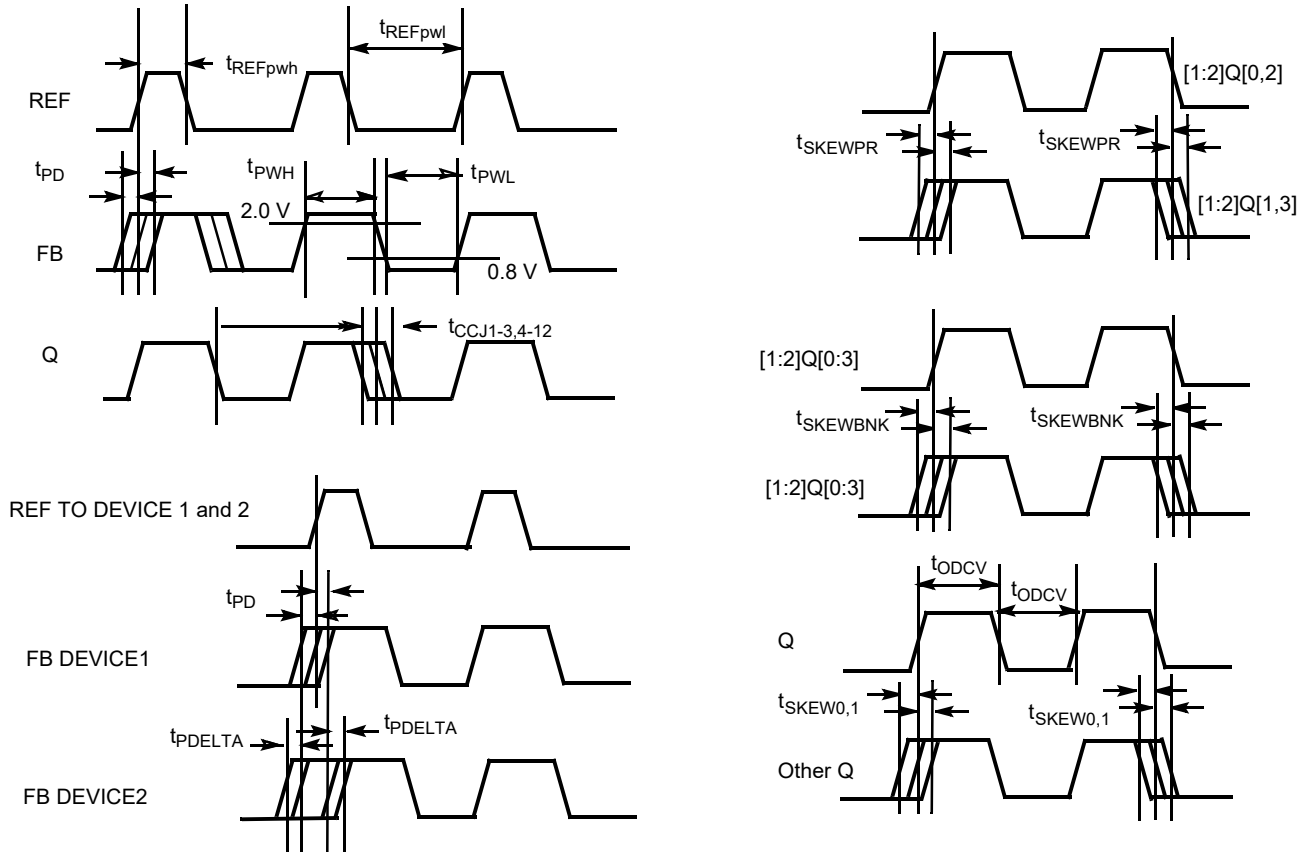 tREFpwl
tREFpwh
REF
tPD
tPWH
tPWL
2.0 V
FB
0.8 V
tCCJ1-3,4-12
Q
REF TO DEVICE 1 and 2
tPD
FB DEVICE1
tPDELTA
tPDELTA
FB DEVICE2
[1:2]Q[0,2]
tSKEWPR
tSKEWPR
[1:2]Q[1,3]
[1:2]Q[0:3]
tSKEWBNK
tSKEWBNK
[1:2]Q[0:3]
tODCV
tODCV
Q
tSKEW0,1
tSKEW0,1
Other Q